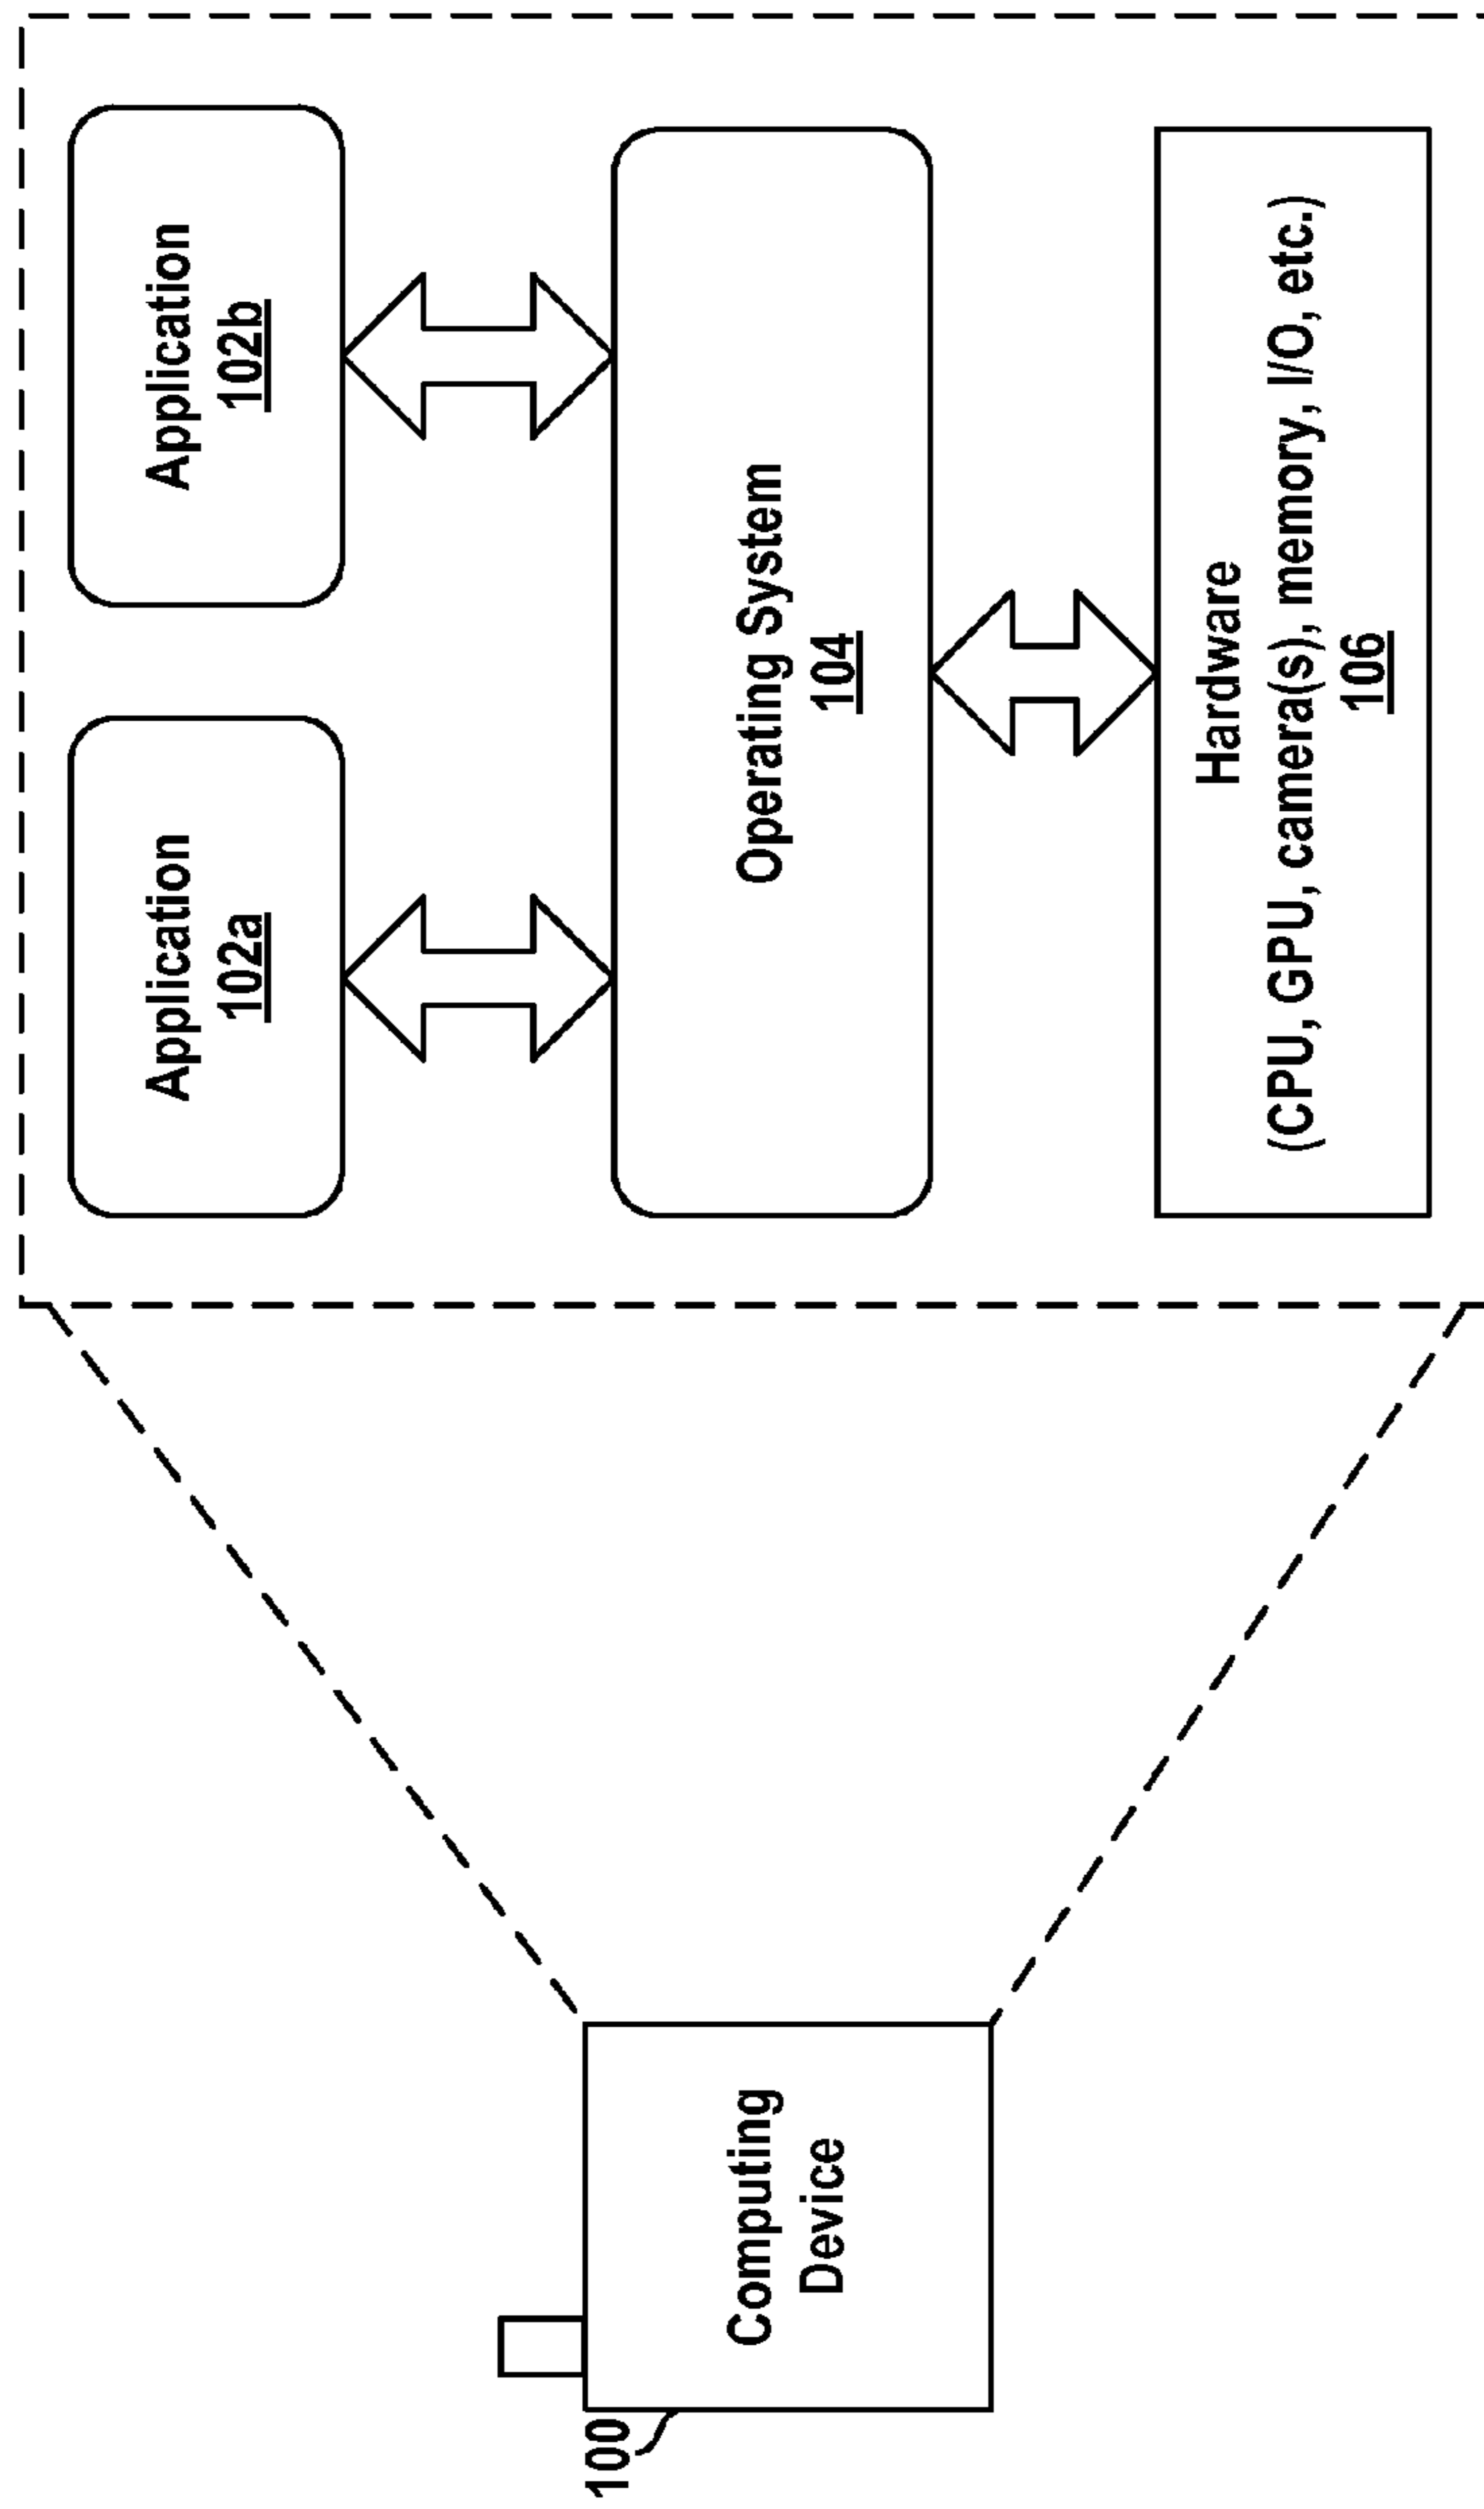 100
Computing
Device
Application
102a
Application
102b
Operating System
104
Hardware
(CPU, GPU, camera(s), memory, I/O, etc.)
106